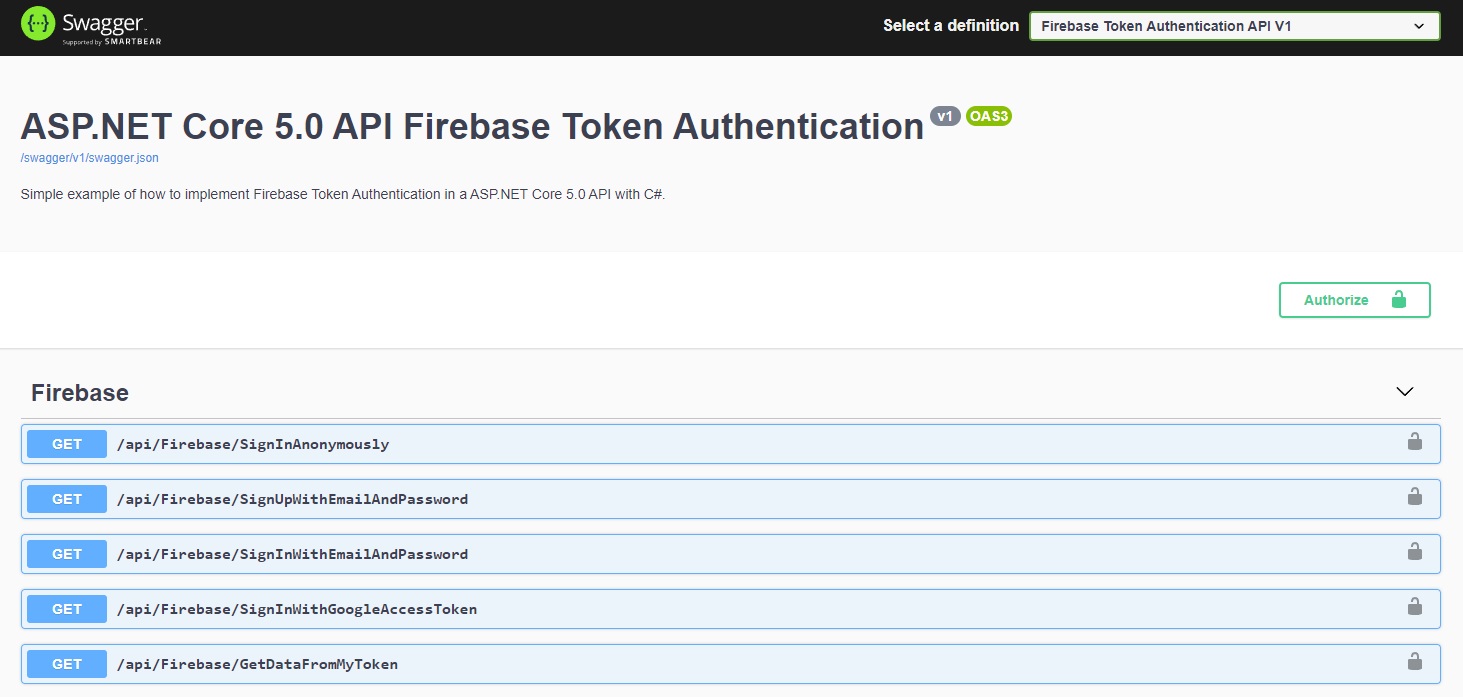 Swagger
Supported by SMARTBEAR
Select a definition
Firebase Token Authentication API V1
ASP.NET Core 5.0 API Firebase Token Authentication v1 OAS3
/swagger/v1/swagger.json
Simple example of how to implement Firebase Token Authentication in a ASP.NET Core 5.0 API with C#.
Authorize
Firebase
GET /api/Firebase/SignInAnonymously
GET /api/Firebase/SignUpWithEmailAndPassword
GET /api/Firebase/SignInWithEmailAndPassword
GET /api/Firebase/SignInWithGoogleAccessToken
GET /api/Firebase/GetDataFromMyToken